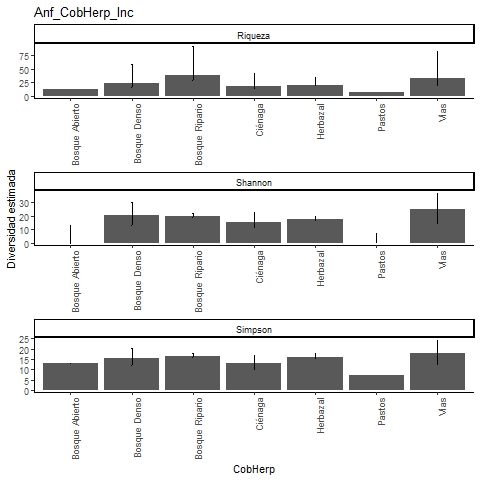 Anf_CobHerp_Inc
Riqueza
75
50
25
0
Bosque Abierto
Bosque Denso
Bosque Ripario
Ciénaga
Herbazal
Pastos
Vías
Shannon
30
20
10
0
Bosque Abierto
Bosque Denso
Bosque Ripario
Ciénaga
Herbazal
Pastos
Vías
Simpson
25
20
15
10
5
0
Bosque Abierto
Bosque Denso
Bosque Ripario
Ciénaga
Herbazal
Pastos
Vías
Diversidad estimada
CobHerp